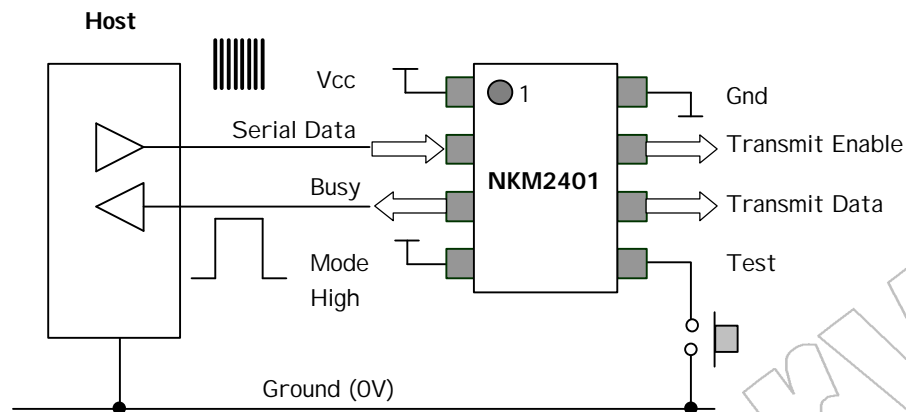 Host
Vcc
1
Gnd
Serial Data
Transmit Enable
NKM2401
Busy
Transmit Data
Mode
High
Test
Ground (0V)